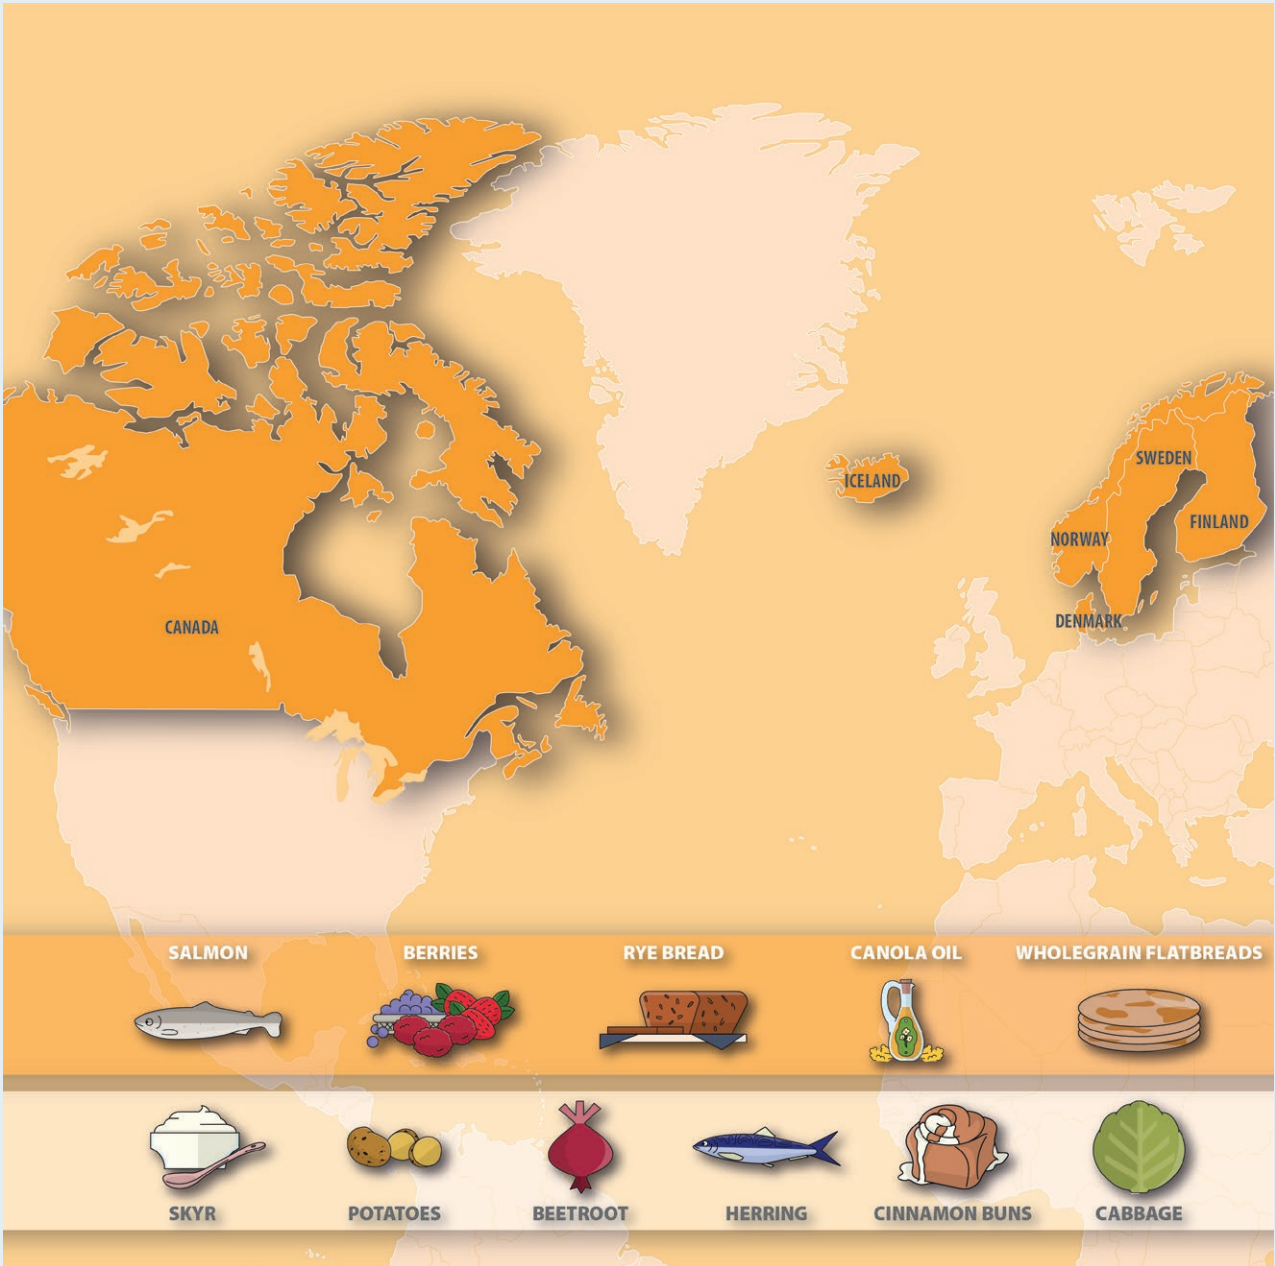 SWEDEN
ICELAND
FINLAND
NORWAY
DENMARK
CANADA
SALMON
BERRIES
RYE BREAD
CANOLA OIL
WHOLEGRAIN FLATBREADS
SKYR
POTATOES
BEETROOT
HERRING
CINNAMON BUNS
CABBAGE